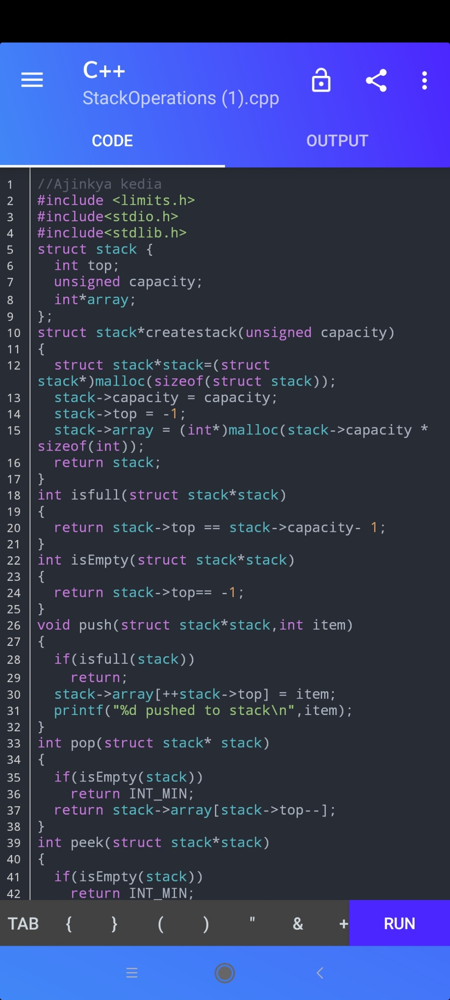 C++
StackOperations (1).cpp
CODE
OUTPUT
1 //Ajinkya kedia
2 #include <limits.h>
3 #include<stdio.h>
4 #include<stdlib.h>
5 struct stack {
6   int top;
7   unsigned capacity;
8   int*array;
9 };
10 struct stack*createstack(unsigned capacity)
11 {
12   struct stack*stack=(struct
stack*)malloc(sizeof(struct stack));
13   stack->capacity = capacity;
14   stack->top = -1;
15   stack->array = (int*)malloc(stack->capacity *
sizeof(int));
16   return stack;
17 }
18 int isfull(struct stack*stack)
19 {
20   return stack->top == stack->capacity- 1;
21 }
22 int isEmpty(struct stack*stack)
23 {
24   return stack->top== -1;
25 }
26 void push(struct stack*stack,int item)
27 {
28   if(isfull(stack))
29     return;
30   stack->array[++stack->top] = item;
31   printf("%d pushed to stack\n",item);
32 }
33 int pop(struct stack* stack)
34 {
35   if(isEmpty(stack))
36     return INT_MIN;
37   return stack->array[stack->top--];
38 }
39 int peek(struct stack*stack)
40 {
41   if(isEmpty(stack))
42     return INT_MIN;
TAB { } ( ) " & + RUN